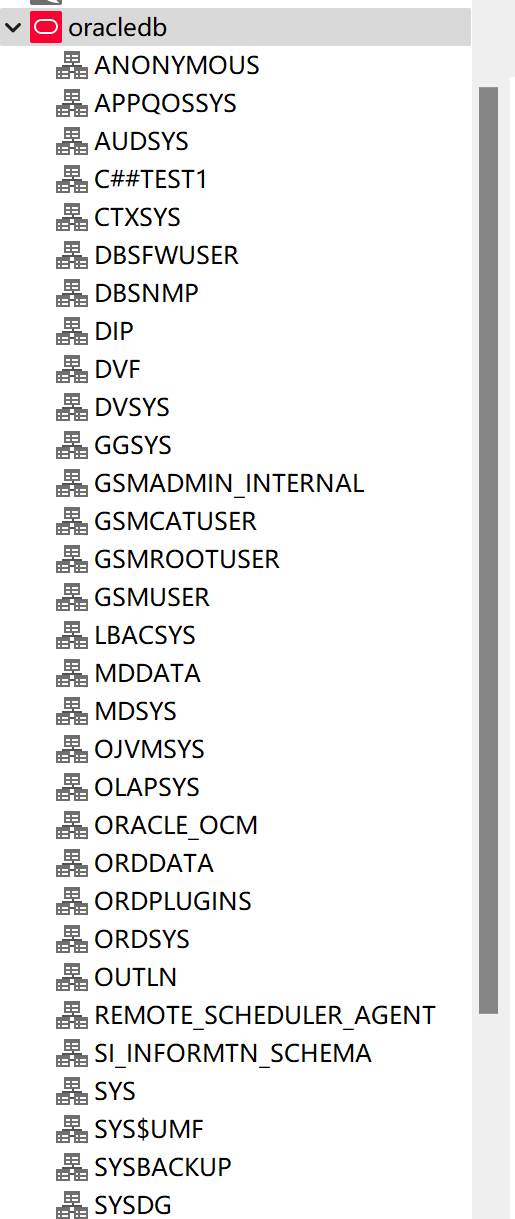 oracledb
ANONYMOUS
APPQOSSYS
AUDSYS
C##TEST1
CTXSYS
DBSFWUSER
DBSNMP
DIP
DVF
DVSYS
GGSYS
GSMADMIN_INTERNAL
GSMCATUSER
GSMROOTUSER
GSMUSER
LBACSYS
MDDATA
MDSYS
OJVMSYS
OLAPSYS
ORACLE_OCM
ORDDATA
ORDPLUGINS
ORDSYS
OUTLN
REMOTE_SCHEDULER_AGENT
SI_INFORMTN_SCHEMA
SYS
SYS$UMF
SYSBACKUP
SYSDG